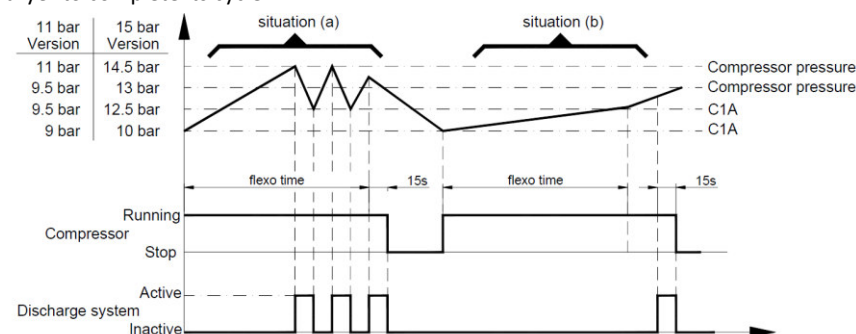 situation (a) situation (b)
11 bar 15 bar
Version Version
11 bar 14.5 bar Compressor pressure
9.5 bar 13 bar Compressor pressure
9.5 bar 12.5 bar C1A
9 bar 10 bar C1A
flexo time 15s flexo time 15s
Running
Compressor
Stop
Active
Discharge system
Inactive